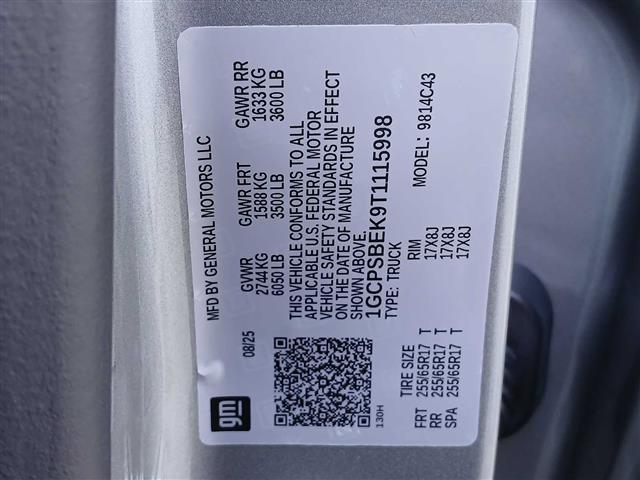 gm
08/25
MFD BY GENERAL MOTORS LLC
GVWR GAWR FRT GAWR RR
2744 KG 1588 KG 1633 KG
6050 LB 3500 LB 3600 LB
THIS VEHICLE CONFORMS TO ALL
APPLICABLE U.S. FEDERAL MOTOR
VEHICLE SAFETY STANDARDS IN EFFECT
ON THE DATE OF MANUFACTURE
SHOWN ABOVE.
1GCPSBEK9T1115998
TYPE: TRUCK
130H
MODEL: 9814C43
TIRE SIZE RIM
FRT 255/65R17 T 17X8J
RR 255/65R17 T 17X8J
SPA 255/65R17 T 17X8J